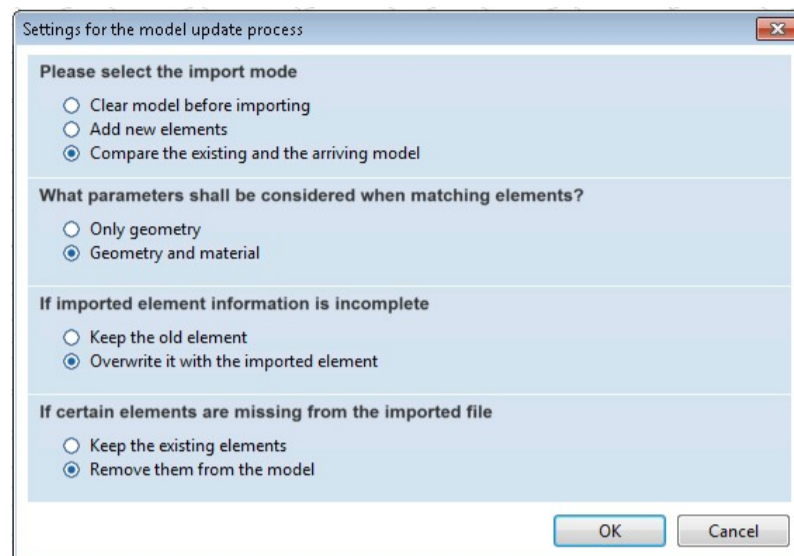 Settings for the model update process
Please select the import mode
Clear model before importing
Add new elements
Compare the existing and the arriving model
What parameters shall be considered when matching elements?
Only geometry
Geometry and material
If imported element information is incomplete
Keep the old element
Overwrite it with the imported element
If certain elements are missing from the imported file
Keep the existing elements
Remove them from the model
OK Cancel